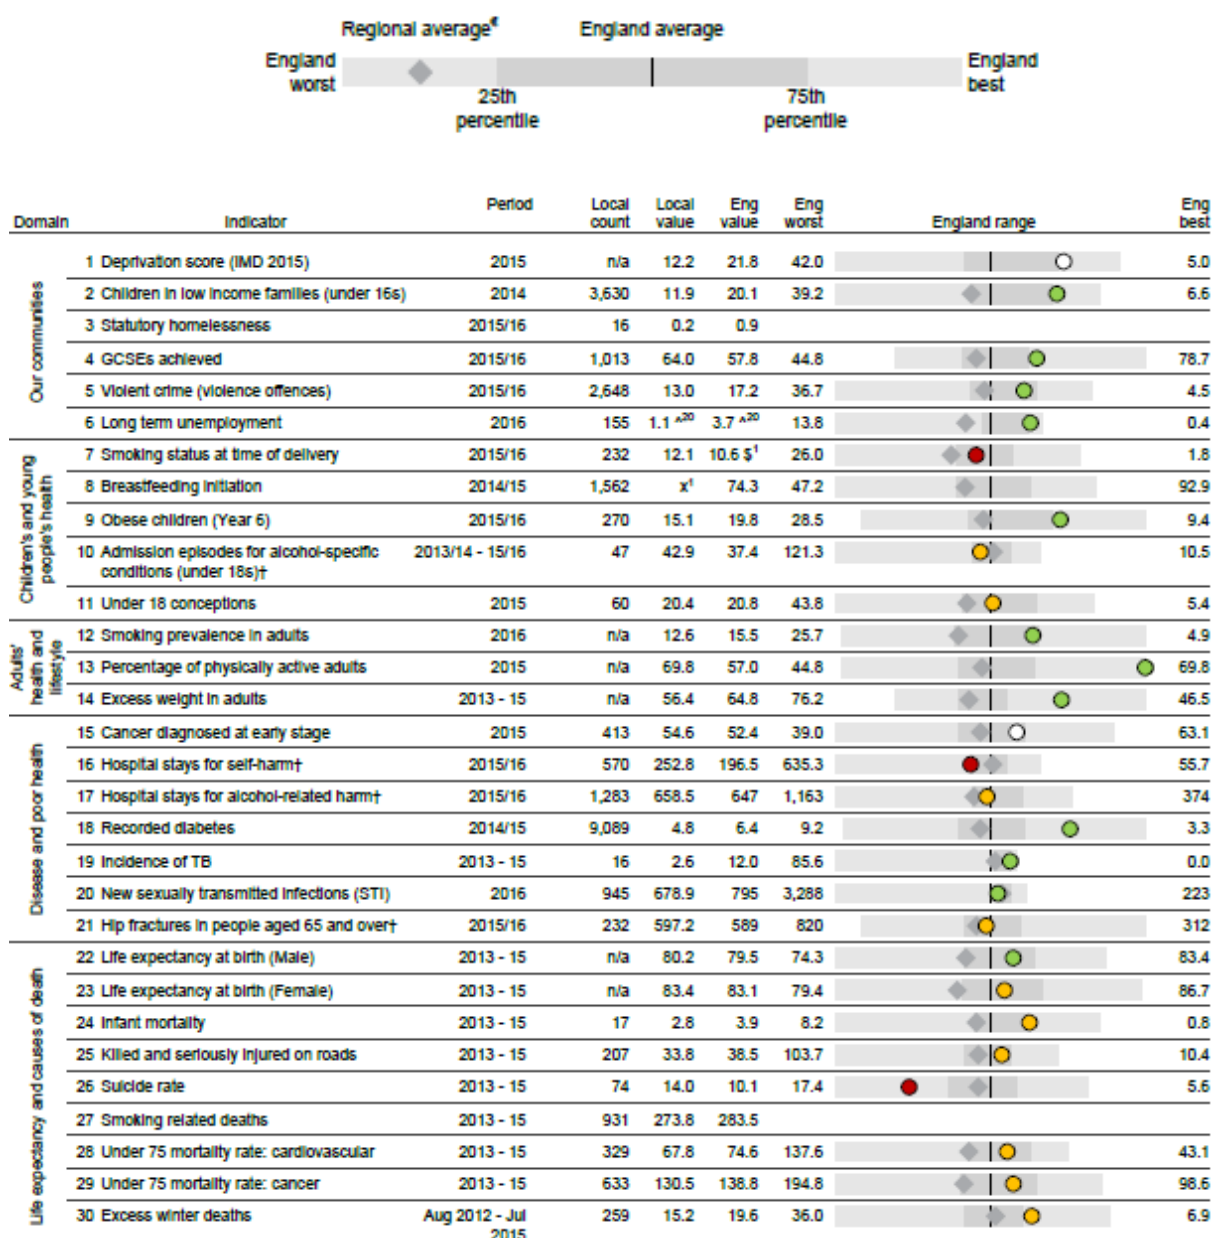 Regional average€ England average
England worst
England best
25th percentile
75th percentile
Domain Indicator Period Local count Local value Eng value Eng worst England range Eng best
Our communities
1 Deprivation score (IMD 2015) 2015 n/a 12.2 21.8 42.0 5.0
2 Children in low income families (under 16s) 2014 3,630 11.9 20.1 39.2 6.6
3 Statutory homelessness 2015/16 16 0.2 0.9
4 GCSEs achieved 2015/16 1,013 64.0 57.8 44.8 78.7
5 Violent crime (violence offences) 2015/16 2,648 13.0 17.2 36.7 4.5
6 Long term unemployment 2016 155 1.1 ^20 3.7 ^20 13.8 0.4
Children's and young people's health
7 Smoking status at time of delivery 2015/16 232 12.1 10.6 $1 26.0 1.8
8 Breastfeeding initiation 2014/15 1,562 x1 74.3 47.2 92.9
9 Obese children (Year 6) 2015/16 270 15.1 19.8 28.5 9.4
10 Admission episodes for alcohol-specific 2013/14 - 15/16 47 42.9 37.4 121.3 10.5
conditions (under 18s)†
11 Under 18 conceptions 2015 60 20.4 20.8 43.8 5.4
Adults' health and lifestyle
12 Smoking prevalence in adults 2016 n/a 12.6 15.5 25.7 4.9
13 Percentage of physically active adults 2015 n/a 69.8 57.0 44.8 69.8
14 Excess weight in adults 2013 - 15 n/a 56.4 64.8 76.2 46.5
Disease and poor health
15 Cancer diagnosed at early stage 2015 413 54.6 52.4 39.0 63.1
16 Hospital stays for self-harm† 2015/16 570 252.8 196.5 635.3 55.7
17 Hospital stays for alcohol-related harm† 2015/16 1,283 658.5 647 1,163 374
18 Recorded diabetes 2014/15 9,089 4.8 6.4 9.2 3.3
19 Incidence of TB 2013 - 15 16 2.6 12.0 85.6 0.0
20 New sexually transmitted infections (STI) 2016 945 678.9 795 3,288 223
21 Hip fractures in people aged 65 and over† 2015/16 232 597.2 589 820 312
Life expectancy and causes of death
22 Life expectancy at birth (Male) 2013 - 15 n/a 80.2 79.5 74.3 83.4
23 Life expectancy at birth (Female) 2013 - 15 n/a 83.4 83.1 79.4 86.7
24 Infant mortality 2013 - 15 17 2.8 3.9 8.2 0.8
25 Killed and seriously injured on roads 2013 - 15 207 33.8 38.5 103.7 10.4
26 Suicide rate 2013 - 15 74 14.0 10.1 17.4 5.6
27 Smoking related deaths 2013 - 15 931 273.8 283.5
28 Under 75 mortality rate: cardiovascular 2013 - 15 329 67.8 74.6 137.6 43.1
29 Under 75 mortality rate: cancer 2013 - 15 633 130.5 138.8 194.8 98.6
30 Excess winter deaths Aug 2012 - Jul 259 15.2 19.6 36.0 6.9
2015